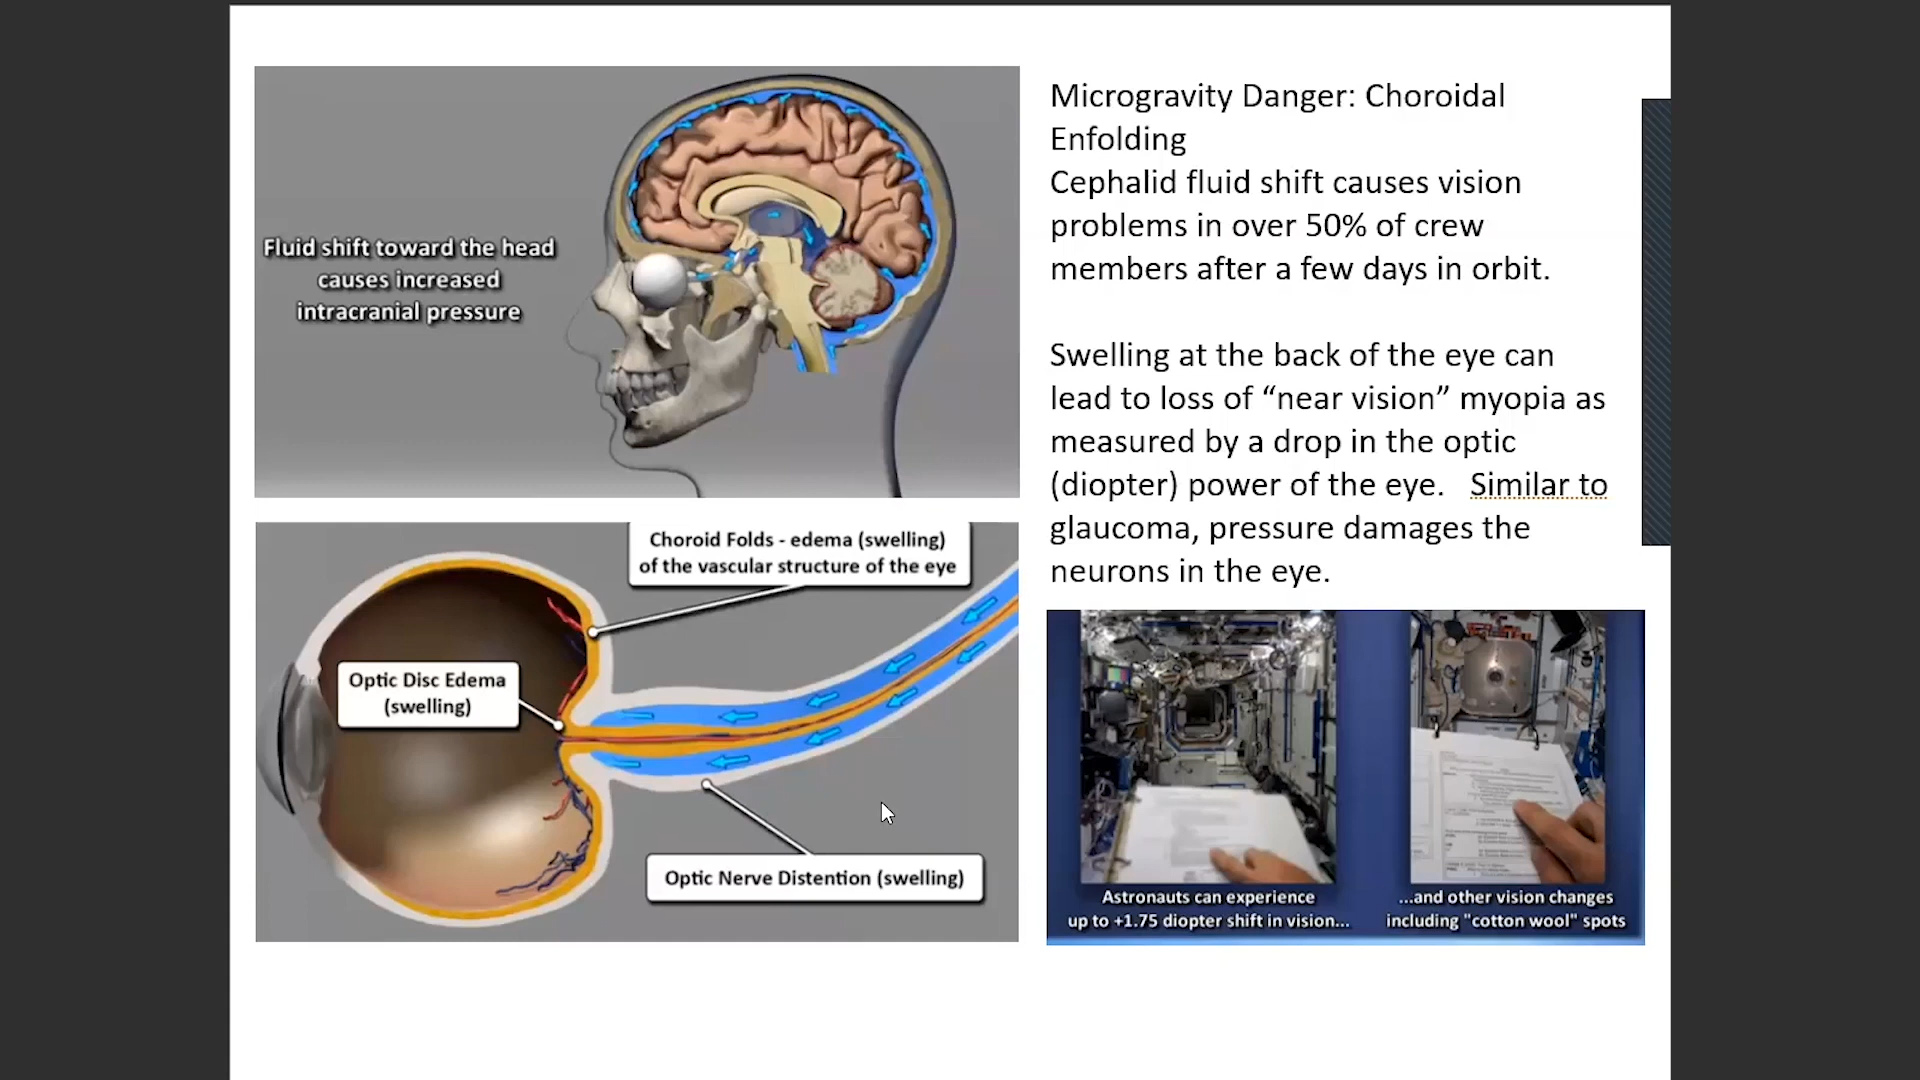 Fluid shift toward the head
causes increased
intracranial pressure
Choroid Folds - edema (swelling)
of the vascular structure of the eye
Optic Disc Edema
(swelling)
Optic Nerve Distention (swelling)
Microgravity Danger: Choroidal
Enfolding
Cephalid fluid shift causes vision
problems in over 50% of crew
members after a few days in orbit.
Swelling at the back of the eye can
lead to loss of “near vision” myopia as
measured by a drop in the optic
(diopter) power of the eye. Similar to
glaucoma, pressure damages the
neurons in the eye.
Astronauts can experience
up to +1.75 diopter shift in vision...
...and other vision changes
including "cotton wool" spots